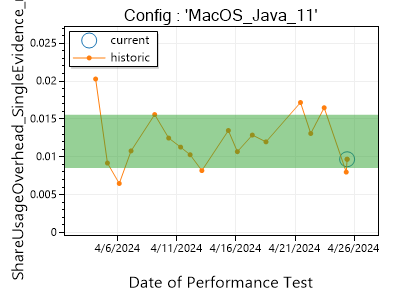 Config : 'MacOS_Java_11'
ShareUsageOverhead_SingleEvidence_
current
historic
0.025
0.02
0.015
0.01
0.005
0
4/6/2024
4/11/2024
4/16/2024
4/21/2024
4/26/2024
Date of Performance Test